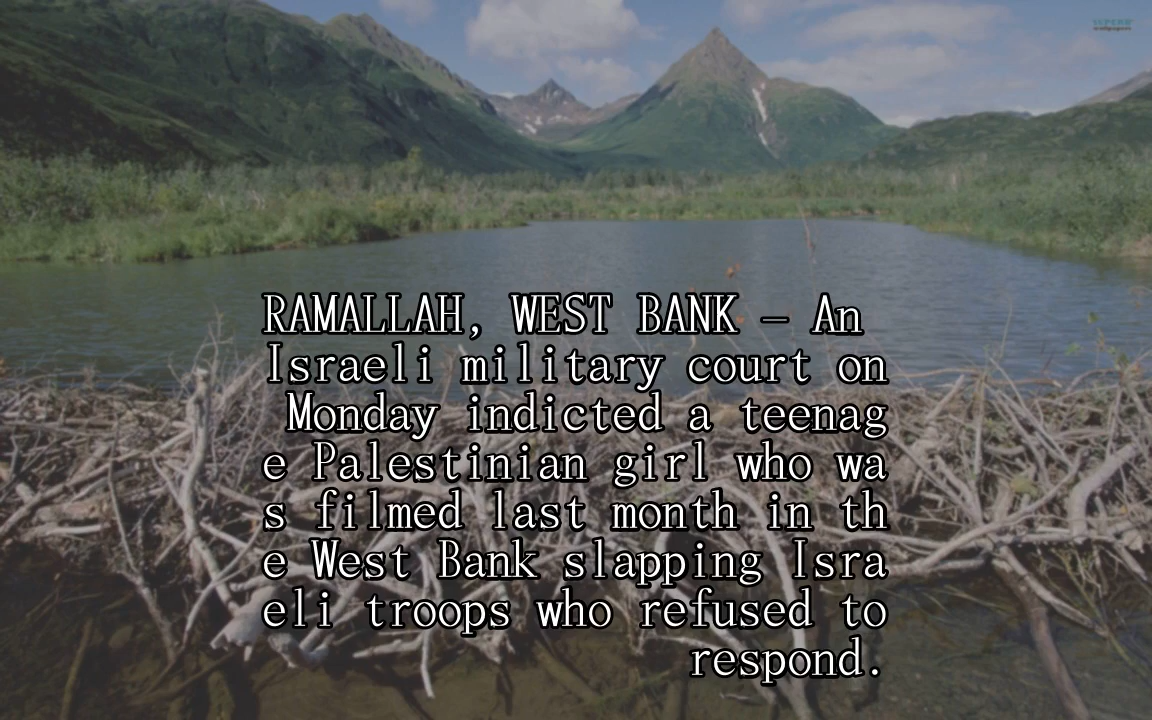 RAMALLAH, WEST BANK — An
Israeli military court on
Monday indicted a teenag
e Palestinian girl who wa
s filmed last month in th
e West Bank slapping Isra
eli troops who refused to
respond.